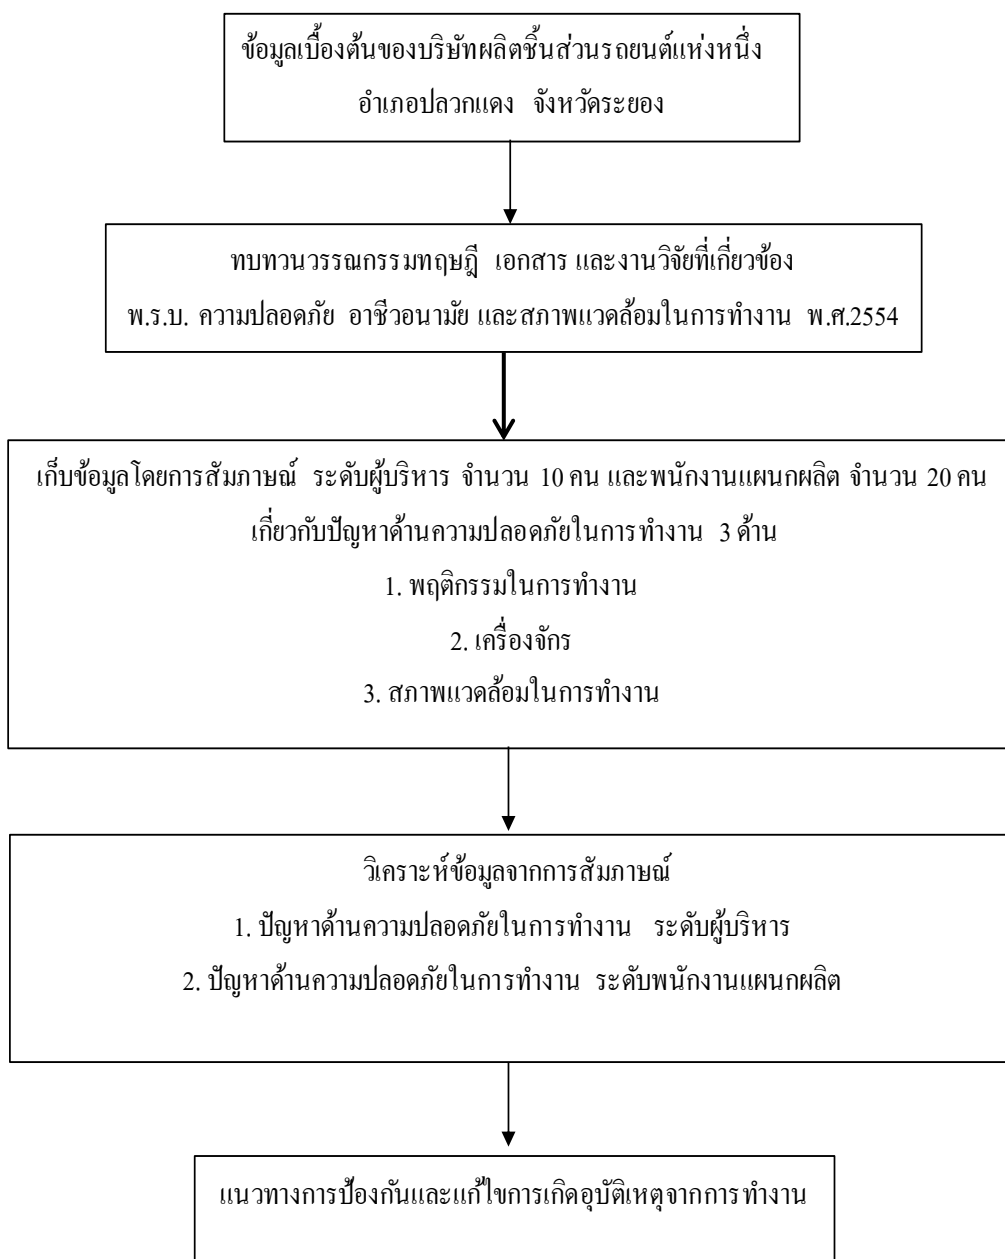 ข้อมูลเบื้องต้นของบริษัทผลิตชิ้นส่วนรถยนต์แห่งหนึ่ง
อำเภอปลวกแดง จังหวัดระยอง
ทบทวนวรรณกรรมทฤษฎี เอกสาร และงานวิจัยที่เกี่ยวข้อง
พ.ร.บ. ความปลอดภัย อาชีวอนามัย และสภาพแวดล้อมในการทำงาน พ.ศ.2554
เก็บข้อมูลโดยการสัมภาษณ์ ระดับผู้บริหาร จำนวน 10 คน และพนักงานแผนกผลิต จำนวน 20 คน
เกี่ยวกับปัญหาด้านความปลอดภัยในการทำงาน 3 ด้าน
1. พฤติกรรมในการทำงาน
2. เครื่องจักร
3. สภาพแวดล้อมในการทำงาน
วิเคราะห์ข้อมูลจากการสัมภาษณ์
1. ปัญหาด้านความปลอดภัยในการทำงาน ระดับผู้บริหาร
2. ปัญหาด้านความปลอดภัยในการทำงาน ระดับพนักงานแผนกผลิต
แนวทางการป้องกันและแก้ไขการเกิดอุบัติเหตุจากการทำงาน